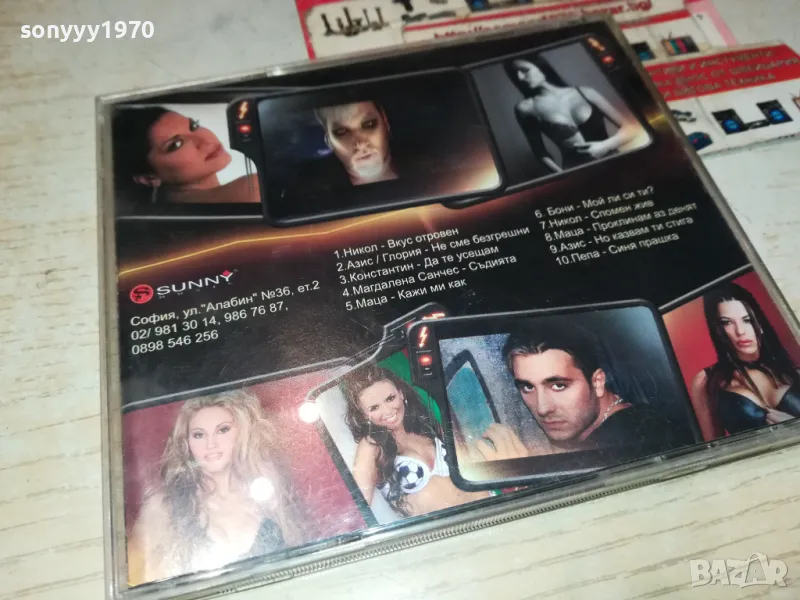 sonyyy1970
SUNNY
София, ул."Алабин" №36, ет.2
02/ 981 30 14, 986 76 87,
0898 546 256
1.Никол - Вкус отровен
2.Азис / Глория - Не сме безгрешни
3.Константин - Да те усещам
4.Магдалена Санчес - Съдията
5.Маца - Кажи ми как
6. Бони - Мой ли си ти?
7.Никол - Спомен жив
8.Маца - Проклинам аз денят
9.Азис - Но казвам ти стига
10.Пепа - Синя прашка
BAZAR